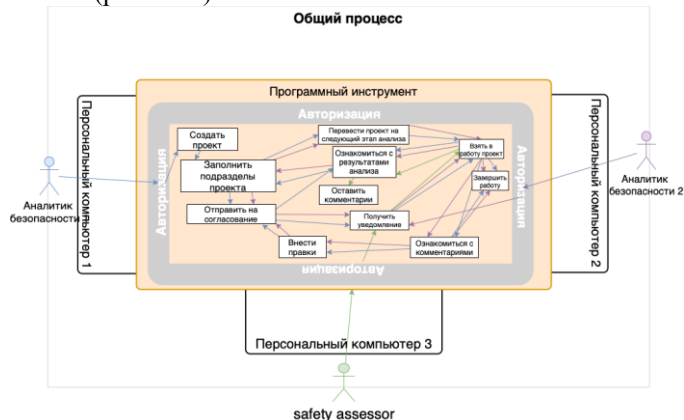 Общий процесс
Программный инструмент
Авторизация
Авторизация
Авторизация
Авторизация
Создать
проект
Перевести проект на
следующий этап анализа
Взять в
работу проект
Заполнить
подразделы
проекта
Ознакомиться с
результатами
анализа
Завершить
работу
Оставить
комментарии
Отправить на
согласование
Получить
уведомление
Внести
правки
Ознакомиться с
комментариями
Персональный компьютер 1
Персональный компьютер 2
Персональный компьютер 3
Аналитик
безопасности
Аналитик
безопасности 2
safety assessor